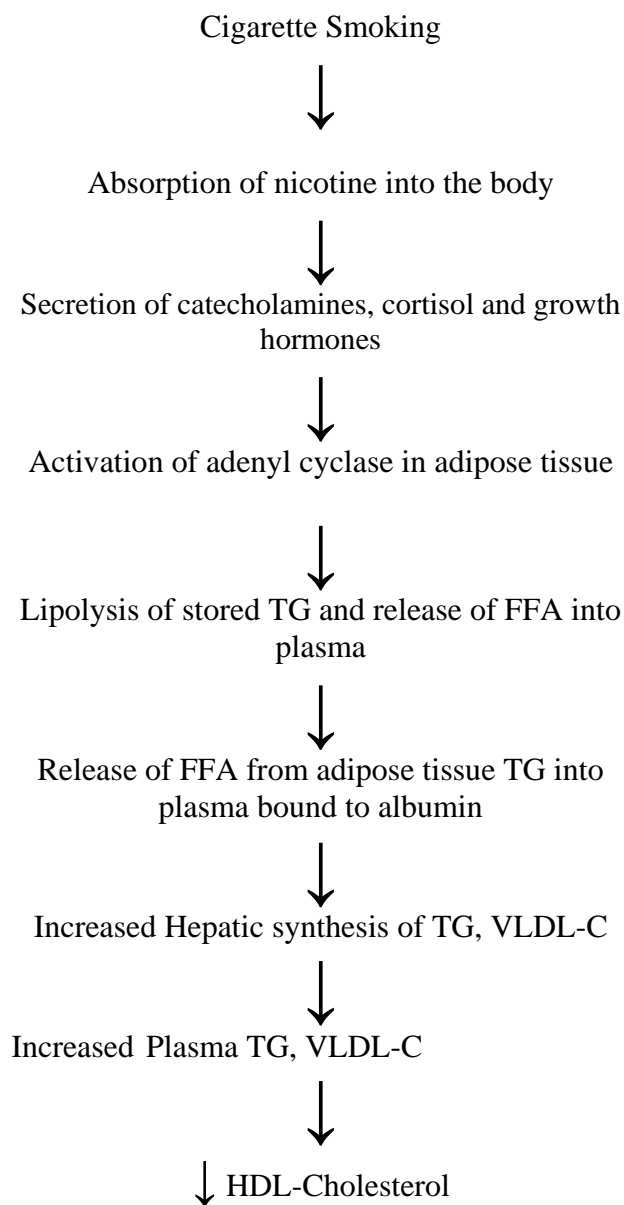 Cigarette Smoking
↓
Absorption of nicotine into the body
↓
Secretion of catecholamines, cortisol and growth
hormones
↓
Activation of adenyl cyclase in adipose tissue
↓
Lipolysis of stored TG and release of FFA into
plasma
↓
Release of FFA from adipose tissue TG into
plasma bound to albumin
↓
Increased Hepatic synthesis of TG, VLDL-C
↓
Increased Plasma TG, VLDL-C
↓
↓ HDL-Cholesterol